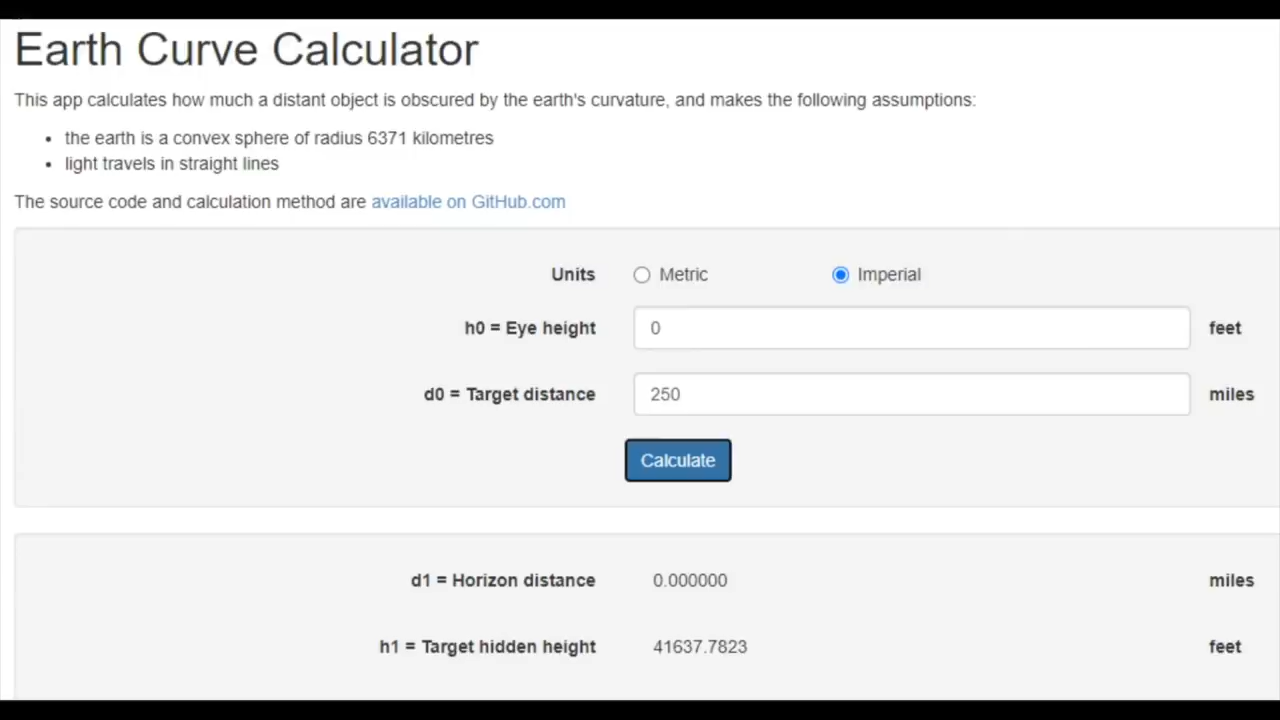 Earth Curve Calculator
This app calculates how much a distant object is obscured by the earth's curvature, and makes the following assumptions:
• the earth is a convex sphere of radius 6371 kilometres
• light travels in straight lines
The source code and calculation method are available on GitHub.com
Units Metric Imperial
h0 = Eye height 0 feet
d0 = Target distance 250 miles
Calculate
d1 = Horizon distance 0.000000 miles
h1 = Target hidden height 41637.7823 feet